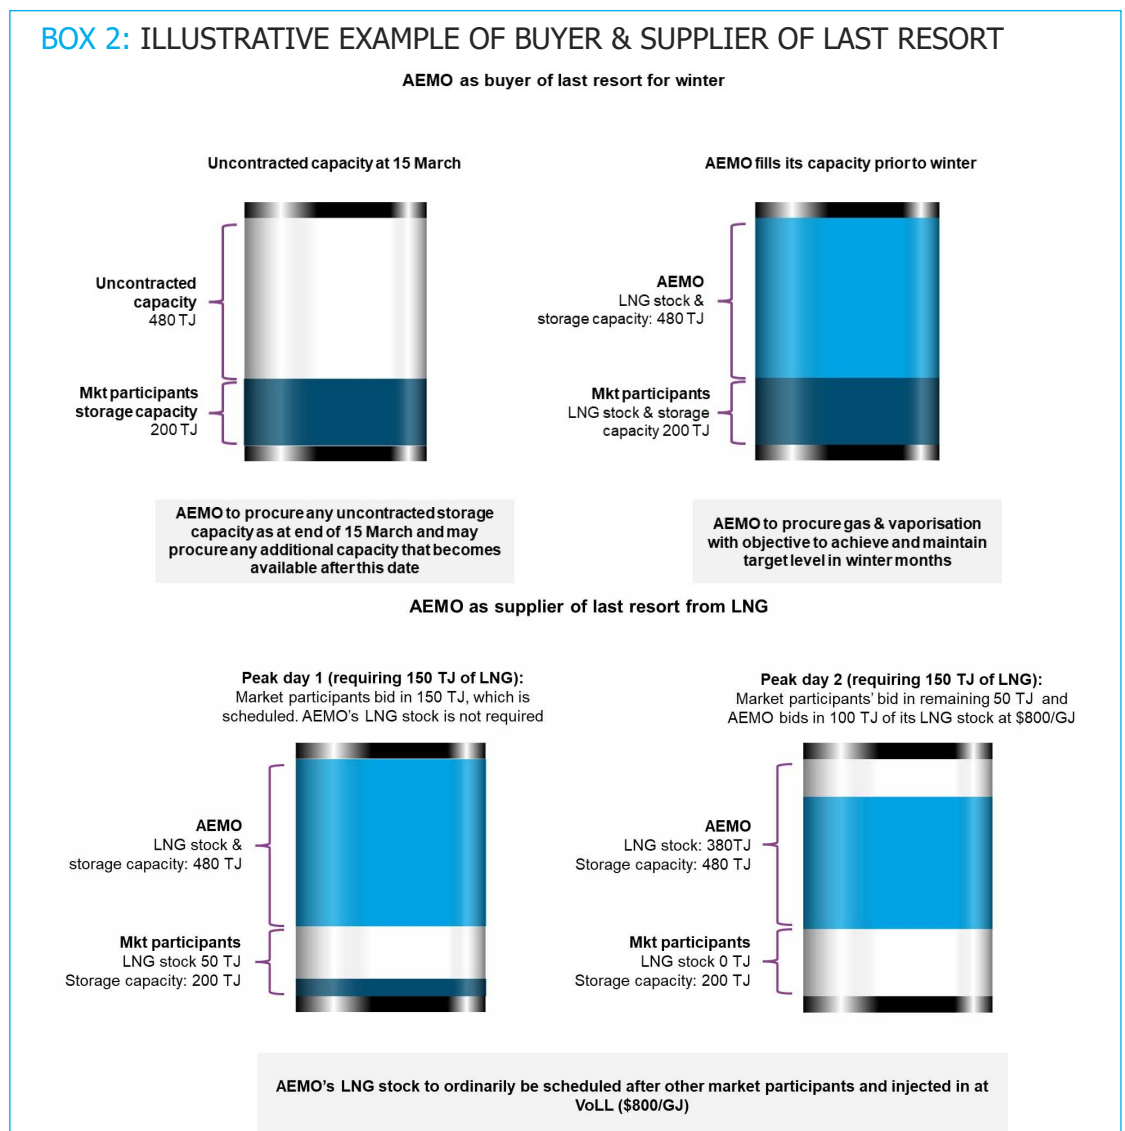 BOX 2: ILLUSTRATIVE EXAMPLE OF BUYER & SUPPLIER OF LAST RESORT
AEMO as buyer of last resort for winter
Uncontracted capacity at 15 March
Uncontracted
capacity
480 TJ
Mkt participants
storage capacity
200 TJ
AEMO to procure any uncontracted storage
capacity as at end of 15 March and may
procure any additional capacity that becomes
available after this date
AEMO fills its capacity prior to winter
AEMO
LNG stock &
storage capacity: 480 TJ
Mkt participants
LNG stock & storage
capacity 200 TJ
AEMO to procure gas & vaporisation
with objective to achieve and maintain
target level in winter months
AEMO as supplier of last resort from LNG
Peak day 1 (requiring 150 TJ of LNG):
Market participants bid in 150 TJ, which is
scheduled. AEMO's LNG stock is not required
AEMO
LNG stock &
storage capacity: 480 TJ
Mkt participants
LNG stock 50 TJ
Storage capacity: 200 TJ
Peak day 2 (requiring 150 TJ of LNG):
Market participants' bid in remaining 50 TJ and
AEMO bids in 100 TJ of its LNG stock at $800/GJ
AEMO
LNG stock: 380TJ
Storage capacity: 480 TJ
Mkt participants
LNG stock 0 TJ
Storage capacity: 200 TJ
AEMO's LNG stock to ordinarily be scheduled after other market participants and injected in at
VoLL ($800/GJ)